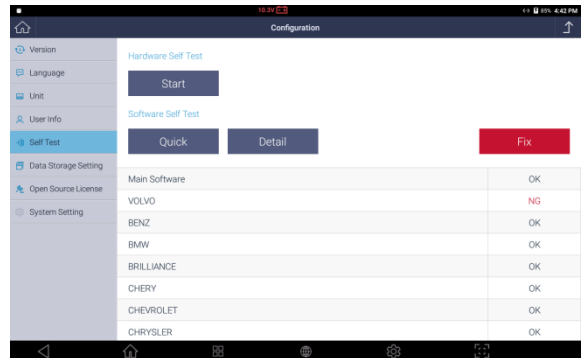 10.3V
85% 4:42 PM
Configuration
Version
Language
Unit
User Info
Self Test
Data Storage Setting
Open Source License
System Setting
Hardware Self Test
Start
Software Self Test
Quick Detail Fix
Main Software OK
VOLVO NG
BENZ OK
BMW OK
BRILLIANCE OK
CHERY OK
CHEVROLET OK
CHRYSLER OK